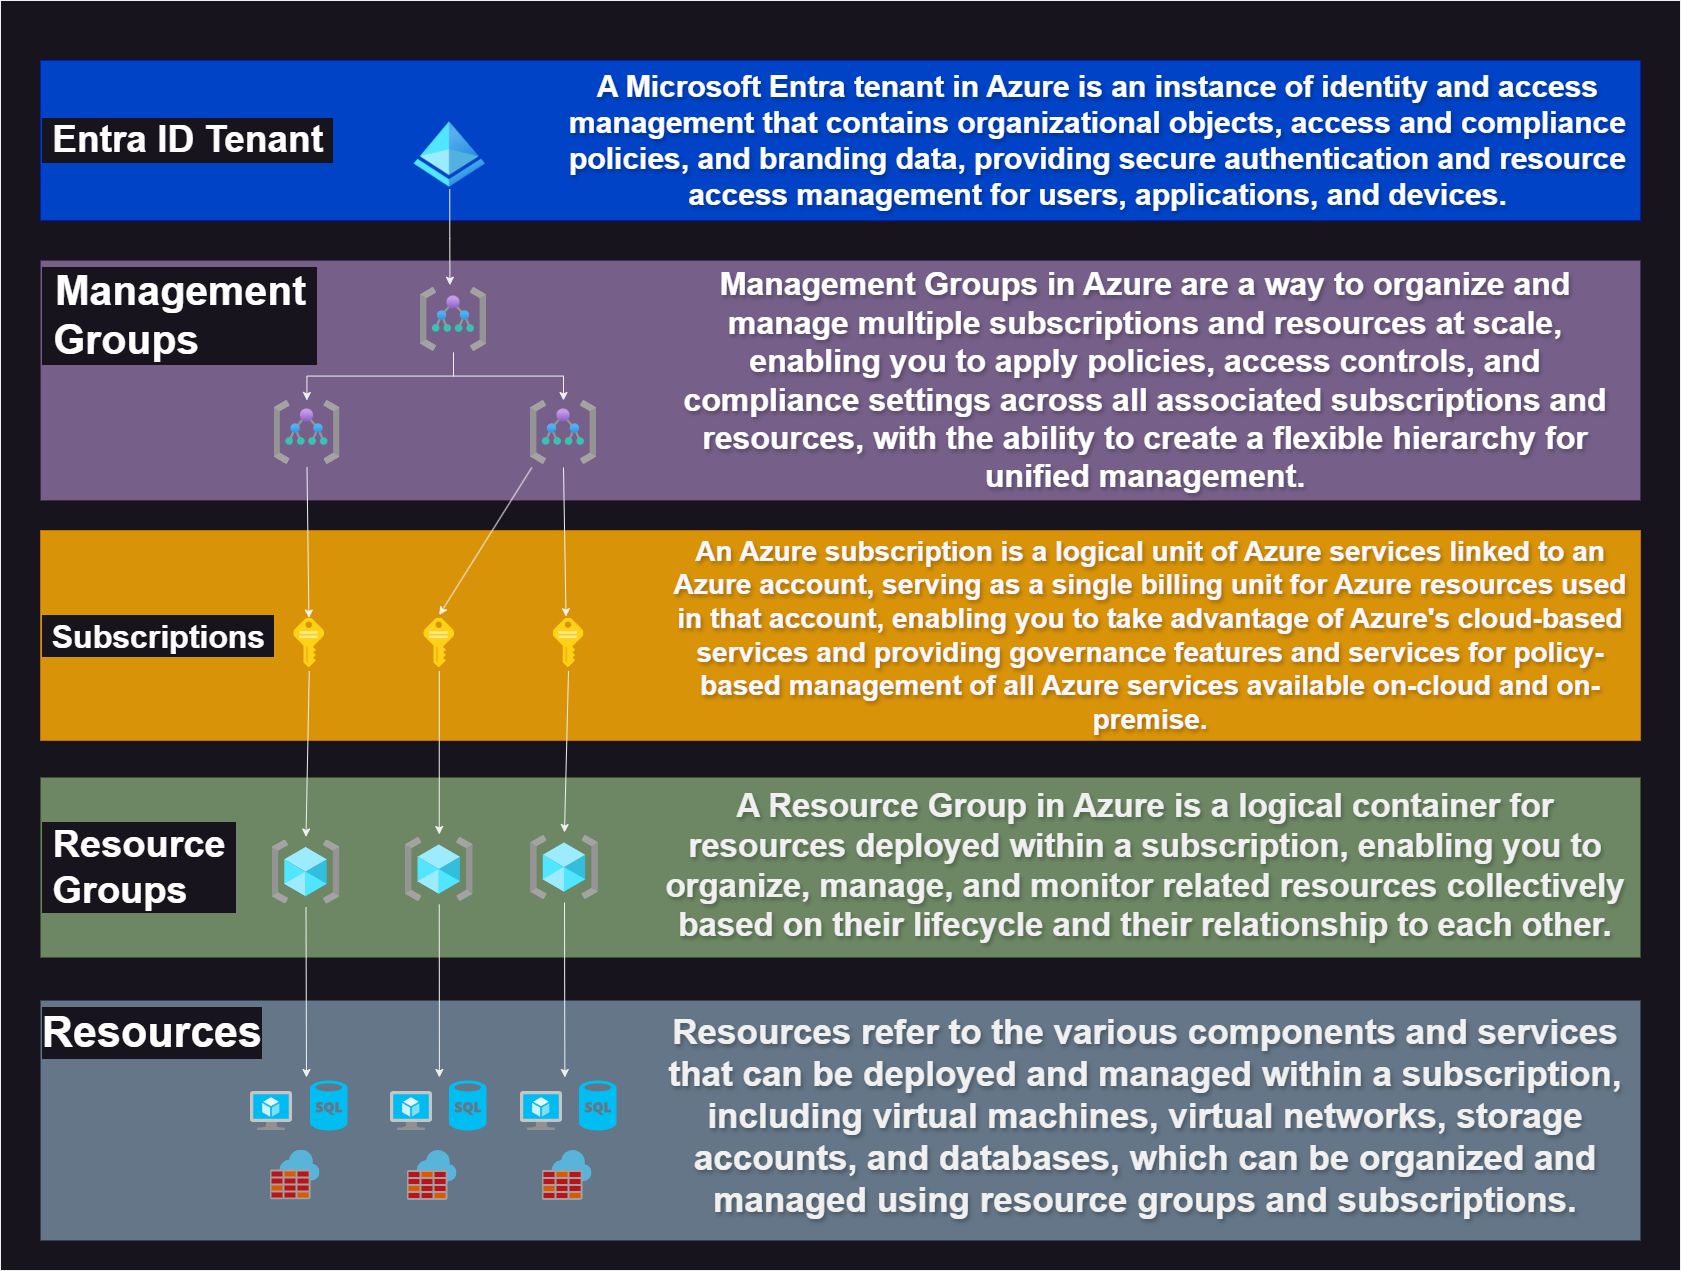 Entra ID Tenant
A Microsoft Entra tenant in Azure is an instance of identity and access
management that contains organizational objects, access and compliance
policies, and branding data, providing secure authentication and resource
access management for users, applications, and devices.
Management
Groups
Management Groups in Azure are a way to organize and
manage multiple subscriptions and resources at scale,
enabling you to apply policies, access controls, and
compliance settings across all associated subscriptions and
resources, with the ability to create a flexible hierarchy for
unified management.
Subscriptions
An Azure subscription is a logical unit of Azure services linked to an
Azure account, serving as a single billing unit for Azure resources used
in that account, enabling you to take advantage of Azure's cloud-based
services and providing governance features and services for policy-
based management of all Azure services available on-cloud and on-
premise.
Resource
Groups
A Resource Group in Azure is a logical container for
resources deployed within a subscription, enabling you to
organize, manage, and monitor related resources collectively
based on their lifecycle and their relationship to each other.
Resources
Resources refer to the various components and services
that can be deployed and managed within a subscription,
including virtual machines, virtual networks, storage
accounts, and databases, which can be organized and
managed using resource groups and subscriptions.
SQL
SQL
SQL